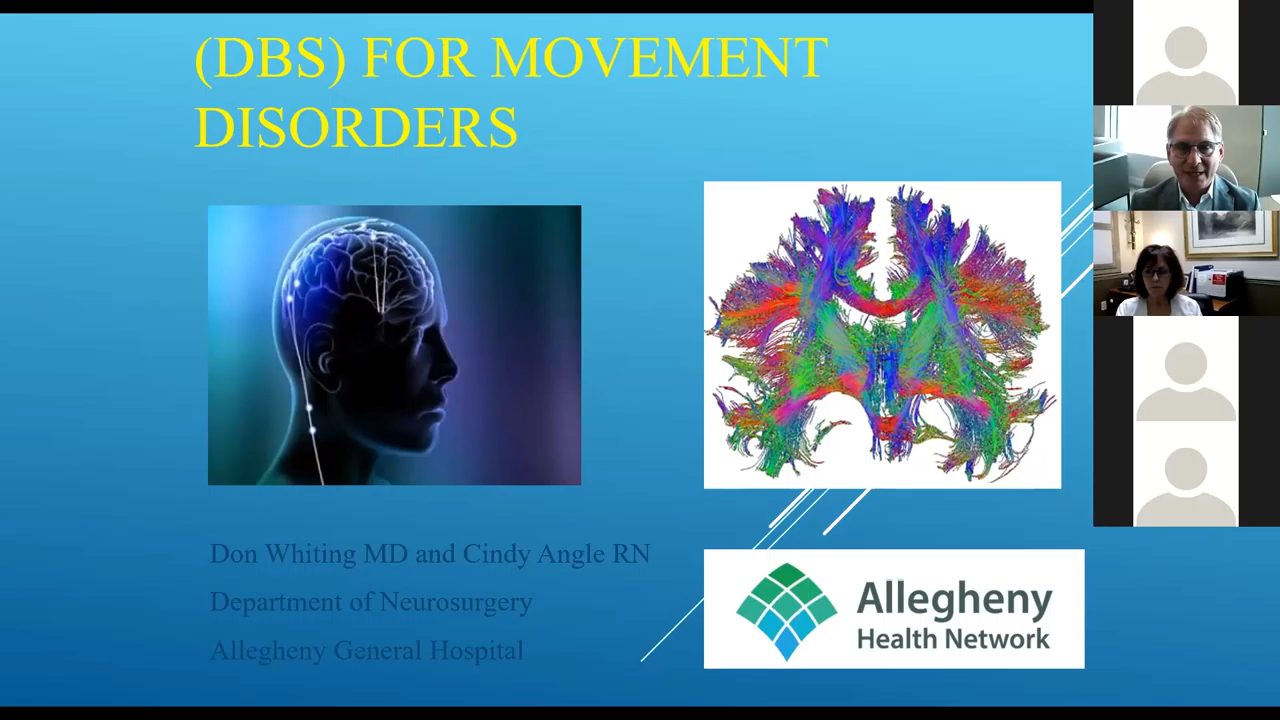 (DBS) FOR MOVEMENT
DISORDERS
Don Whiting MD and Cindy Angle RN
Department of Neurosurgery
Allegheny General Hospital
Allegheny
Health Network